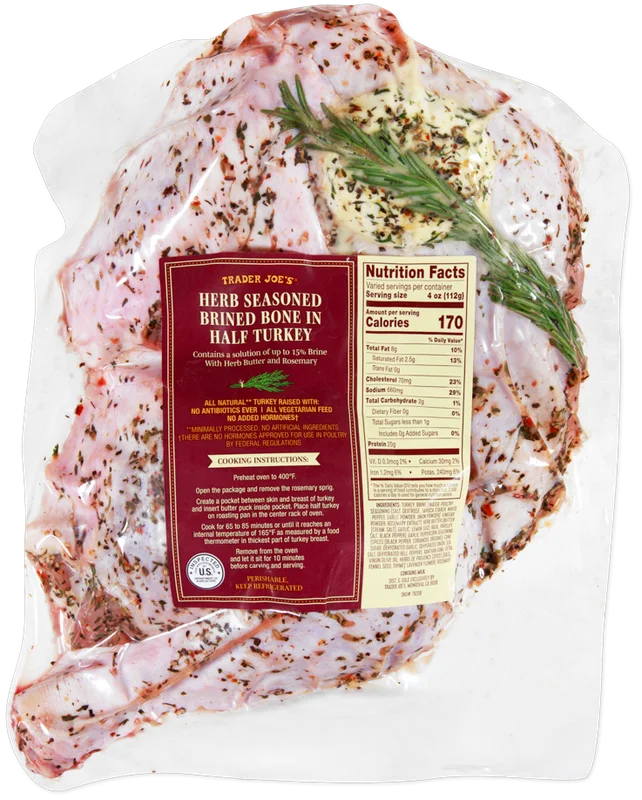 TRADER JOE'S
HERB SEASONED
BRINED BONE IN
HALF TURKEY
Contains a solution of up to 15% Brine
With Herb Butter and Rosemary
ALL NATURAL** TURKEY RAISED WITH:
NO ANTIBIOTICS EVER | ALL VEGETARIAN FEED
NO ADDED HORMONES†
**MINIMALLY PROCESSED, NO ARTIFICIAL INGREDIENTS
†THERE ARE NO HORMONES APPROVED FOR USE IN POULTRY
BY FEDERAL REGULATIONS
COOKING INSTRUCTIONS:
Preheat oven to 400°F.
Open the package and remove the rosemary sprig.
Create a pocket between skin and breast of turkey
and insert butter puck inside pocket. Place half turkey
on roasting pan in the center rack of oven.
Cook for 65 to 85 minutes or until it reaches an
internal temperature of 165°F as measured by a food
thermometer in thickest part of turkey breast.
Remove from the oven
and let it sit for 10 minutes
before carving and serving.
INSPECTED
U.S.
PERISHABLE,
KEEP REFRIGERATED
Nutrition Facts
Varied servings per container
Serving size 4 oz (112g)
Amount per serving
Calories 170
% Daily Value*
Total Fat 8g 10%
Saturated Fat 2.5g 13%
Trans Fat 0g
Cholesterol 70mg 23%
Sodium 660mg 29%
Total Carbohydrate 2g 1%
Dietary Fiber 0g 0%
Total Sugars less than 1g
Includes 0g Added Sugars 0%
Protein
Vit. D 0.3mcg 2% • Calcium 30mg 2%
Iron 1.2mg 6% • Potas. 240mg 6%
CONTAINS MILK.
DIST. & SOLD EXCLUSIVELY BY:
TRADER JOE'S, MONROVIA, CA 91016